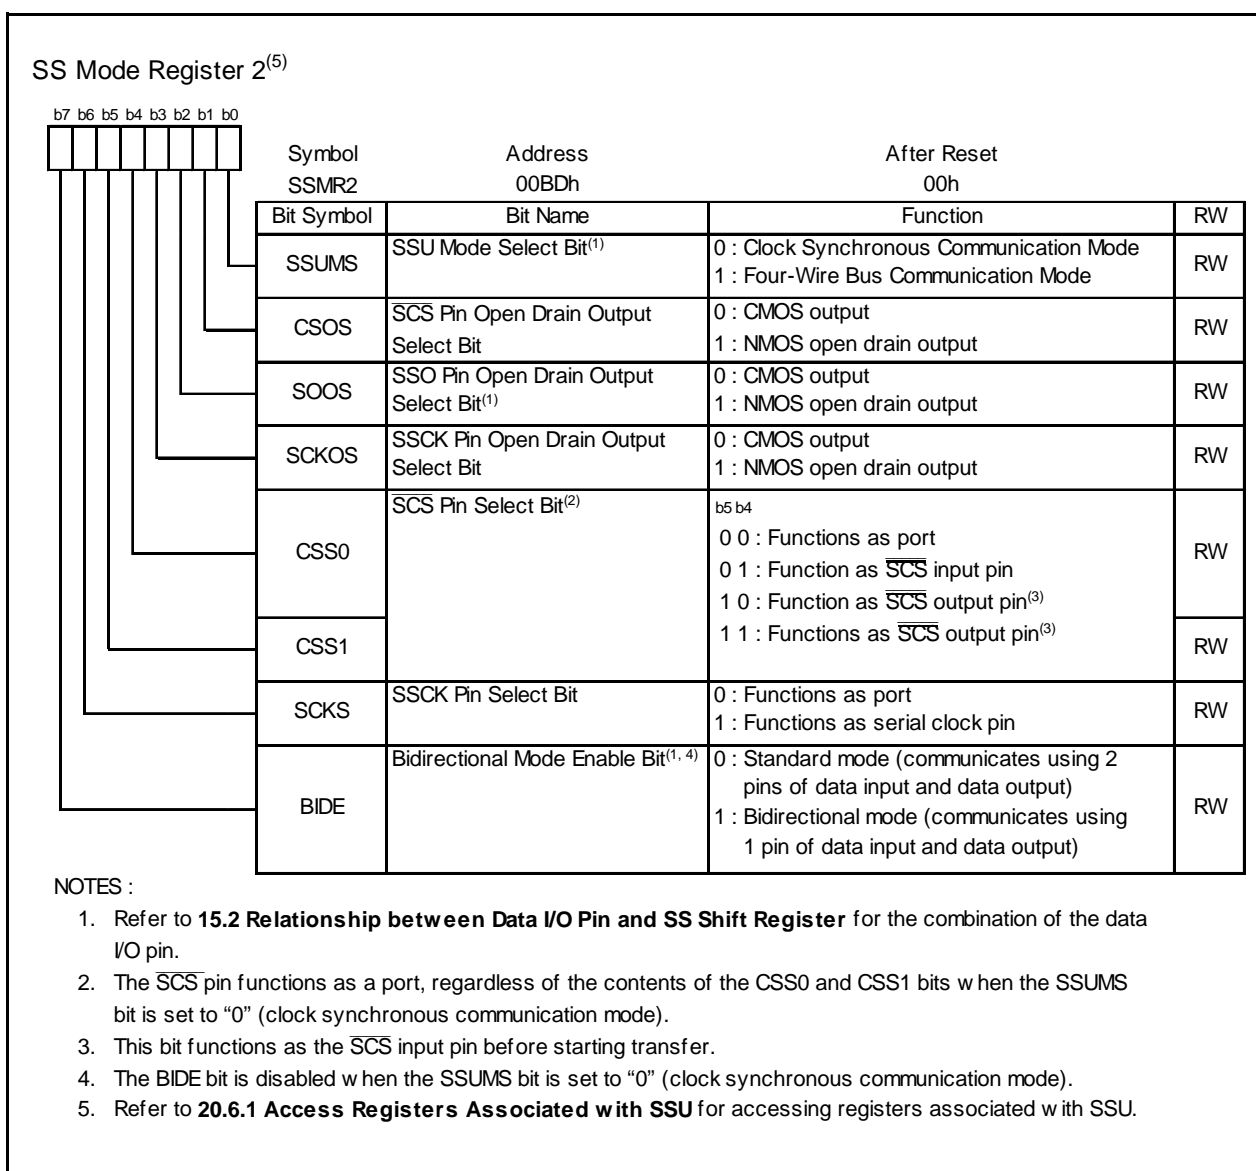 SS Mode Register 2(5)
b7 b6 b5 b4 b3 b2 b1 b0
Symbol Address After Reset
SSMR2 00BDh 00h
Bit Symbol Bit Name Function RW
SSUMS SSU Mode Select Bit(1) 0 : Clock Synchronous Communication Mode RW
1 : Four-Wire Bus Communication Mode
CSOS SCS Pin Open Drain Output 0 : CMOS output RW
Select Bit 1 : NMOS open drain output
SOOS SSO Pin Open Drain Output 0 : CMOS output RW
Select Bit(1) 1 : NMOS open drain output
SCKOS SSCK Pin Open Drain Output 0 : CMOS output RW
Select Bit 1 : NMOS open drain output
CSS0 SCS Pin Select Bit(2) b5 b4 RW
0 0 : Functions as port
0 1 : Function as SCS input pin
1 0 : Function as SCS output pin(3)
CSS1 1 1 : Functions as SCS output pin(3) RW
SCKS SSCK Pin Select Bit 0 : Functions as port RW
1 : Functions as serial clock pin
BIDE Bidirectional Mode Enable Bit(1, 4) 0 : Standard mode (communicates using 2 RW
pins of data input and data output)
1 : Bidirectional mode (communicates using
1 pin of data input and data output)
NOTES :
1. Refer to 15.2 Relationship between Data I/O Pin and SS Shift Register for the combination of the data
I/O pin.
2. The SCS pin functions as a port, regardless of the contents of the CSS0 and CSS1 bits when the SSUMS
bit is set to “0” (clock synchronous communication mode).
3. This bit functions as the SCS input pin before starting transfer.
4. The BIDE bit is disabled when the SSUMS bit is set to “0” (clock synchronous communication mode).
5. Refer to 20.6.1 Access Registers Associated with SSU for accessing registers associated with SSU.